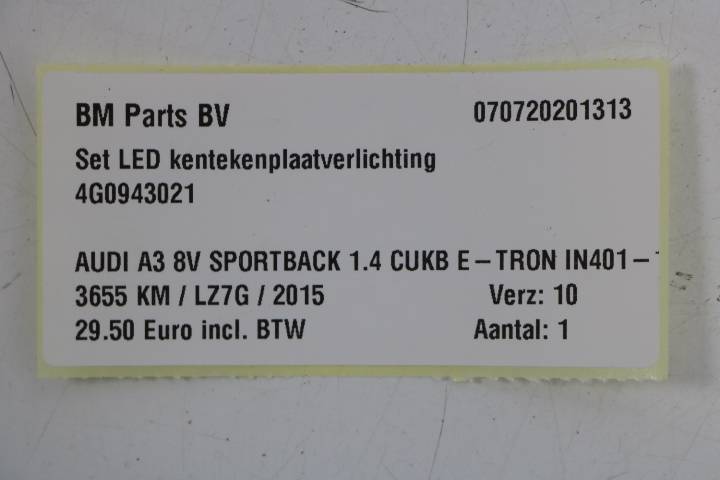 BM Parts BV 070720201313
Set LED kentekenplaatverlichting
4G0943021
AUDI A3 8V SPORTBACK 1.4 CUKB E-TRON IN401-
3655 KM / LZ7G / 2015 Verz: 10
29.50 Euro incl. BTW Aantal: 1